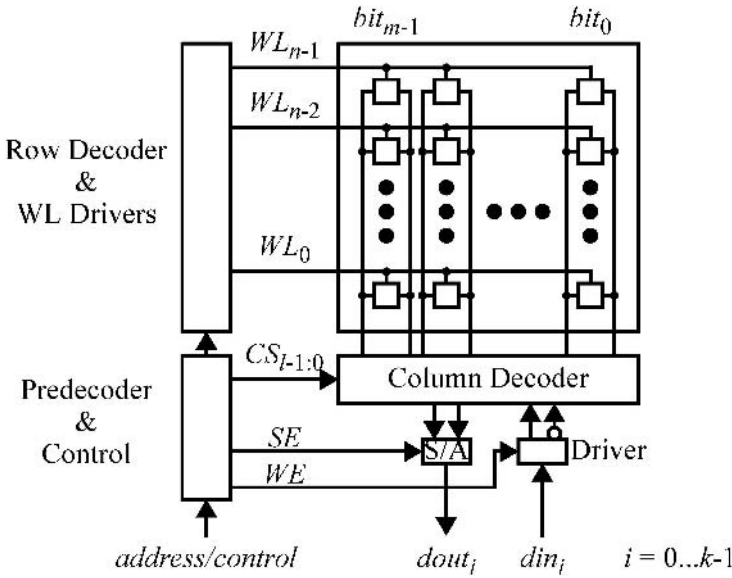 bit_{m-1} bit_0
WL_{n-1}
WL_{n-2}
Row Decoder
&
WL Drivers
WL_0
CS_{l-1:0}
Column Decoder
Predecoder
&
Control
SE
S/A
Driver
WE
address/control dout_i din_i i = 0...k-1